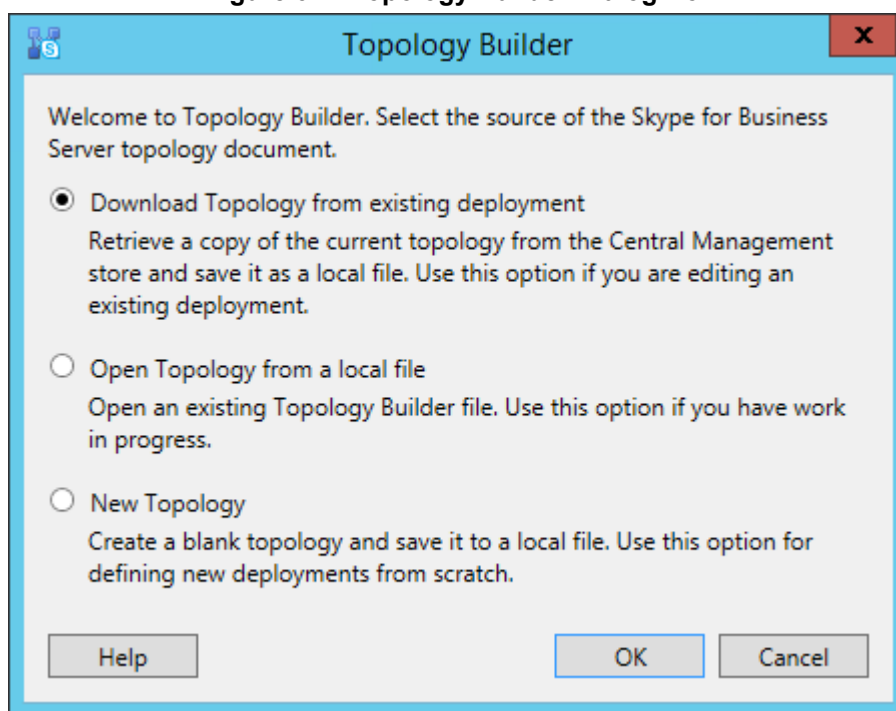 Topology Builder
Welcome to Topology Builder. Select the source of the Skype for Business
Server topology document.
Download Topology from existing deployment
Retrieve a copy of the current topology from the Central Management
store and save it as a local file. Use this option if you are editing an
existing deployment.
Open Topology from a local file
Open an existing Topology Builder file. Use this option if you have work
in progress.
New Topology
Create a blank topology and save it to a local file. Use this option for
defining new deployments from scratch.
Help
OK
Cancel